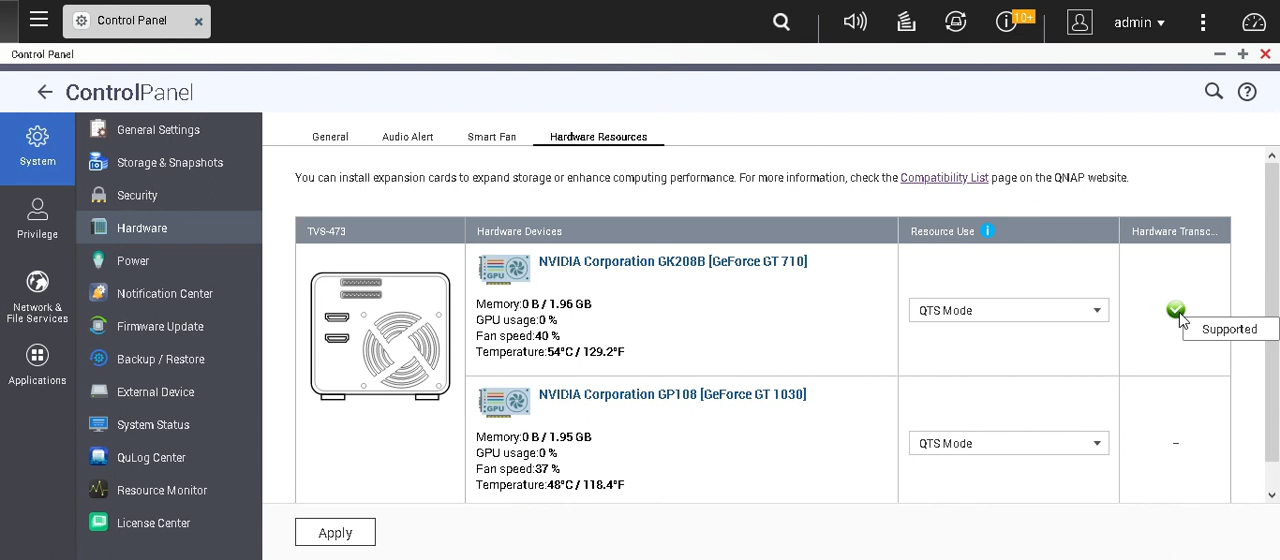 Control Panel
10+
admin
Control Panel
ControlPanel
System
Privilege
Network &
File Services
Applications
General Settings
Storage & Snapshots
Security
Hardware
Power
Notification Center
Firmware Update
Backup / Restore
External Device
System Status
QuLog Center
Resource Monitor
License Center
General
Audio Alert
Smart Fan
Hardware Resources
You can install expansion cards to expand storage or enhance computing performance. For more information, check the Compatibility List page on the QNAP website.
TVS-473
Hardware Devices
Resource Use
Hardware Transc...
GPU
NVIDIA Corporation GK208B [GeForce GT 710]
Memory:0 B / 1.96 GB
GPU usage:0 %
Fan speed:40 %
Temperature:54°C / 129.2°F
QTS Mode
Supported
GPU
NVIDIA Corporation GP108 [GeForce GT 1030]
Memory:0 B / 1.95 GB
GPU usage:0 %
Fan speed:37 %
Temperature:48°C / 118.4°F
QTS Mode
–
Apply